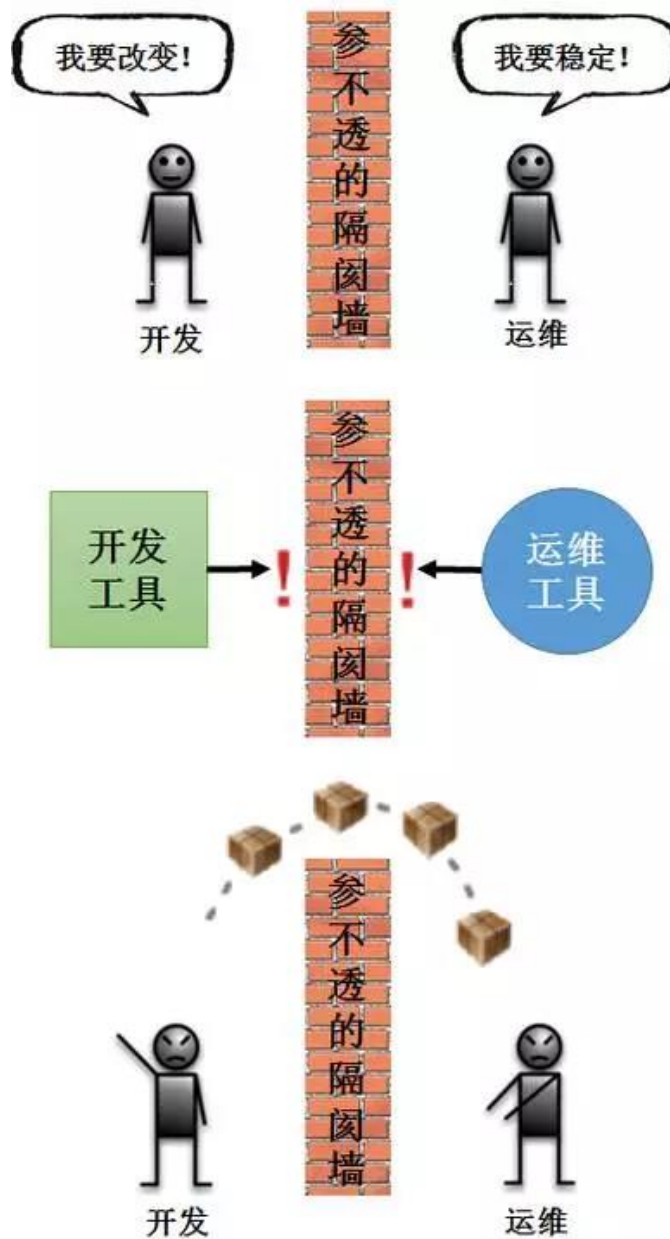 我要改变！
我要稳定！
参不透的隔阂墙
开发
运维
开发
工具
参不透的隔阂墙
运维
工具
参不透的隔阂墙
开发
运维